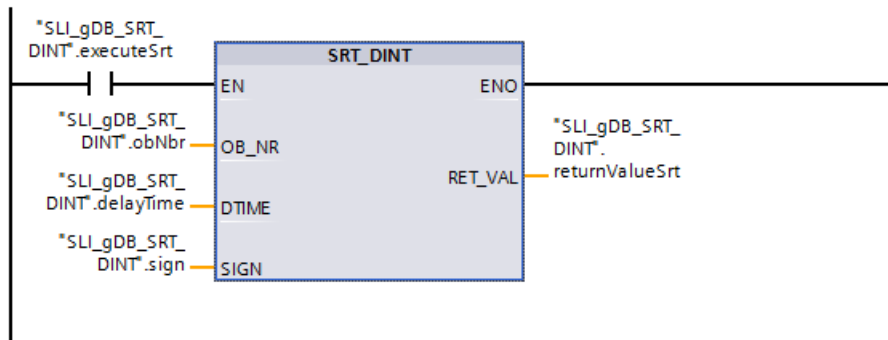 "SLI_gDB_SRT_
DINT".executeSrt
SRT_DINT
EN
ENO
"SLI_gDB_SRT_
DINT".obNbr
OB_NR
"SLI_gDB_SRT_
DINT".
returnValueSrt
RET_VAL
"SLI_gDB_SRT_
DINT".delayTime
DTIME
"SLI_gDB_SRT_
DINT".sign
SIGN